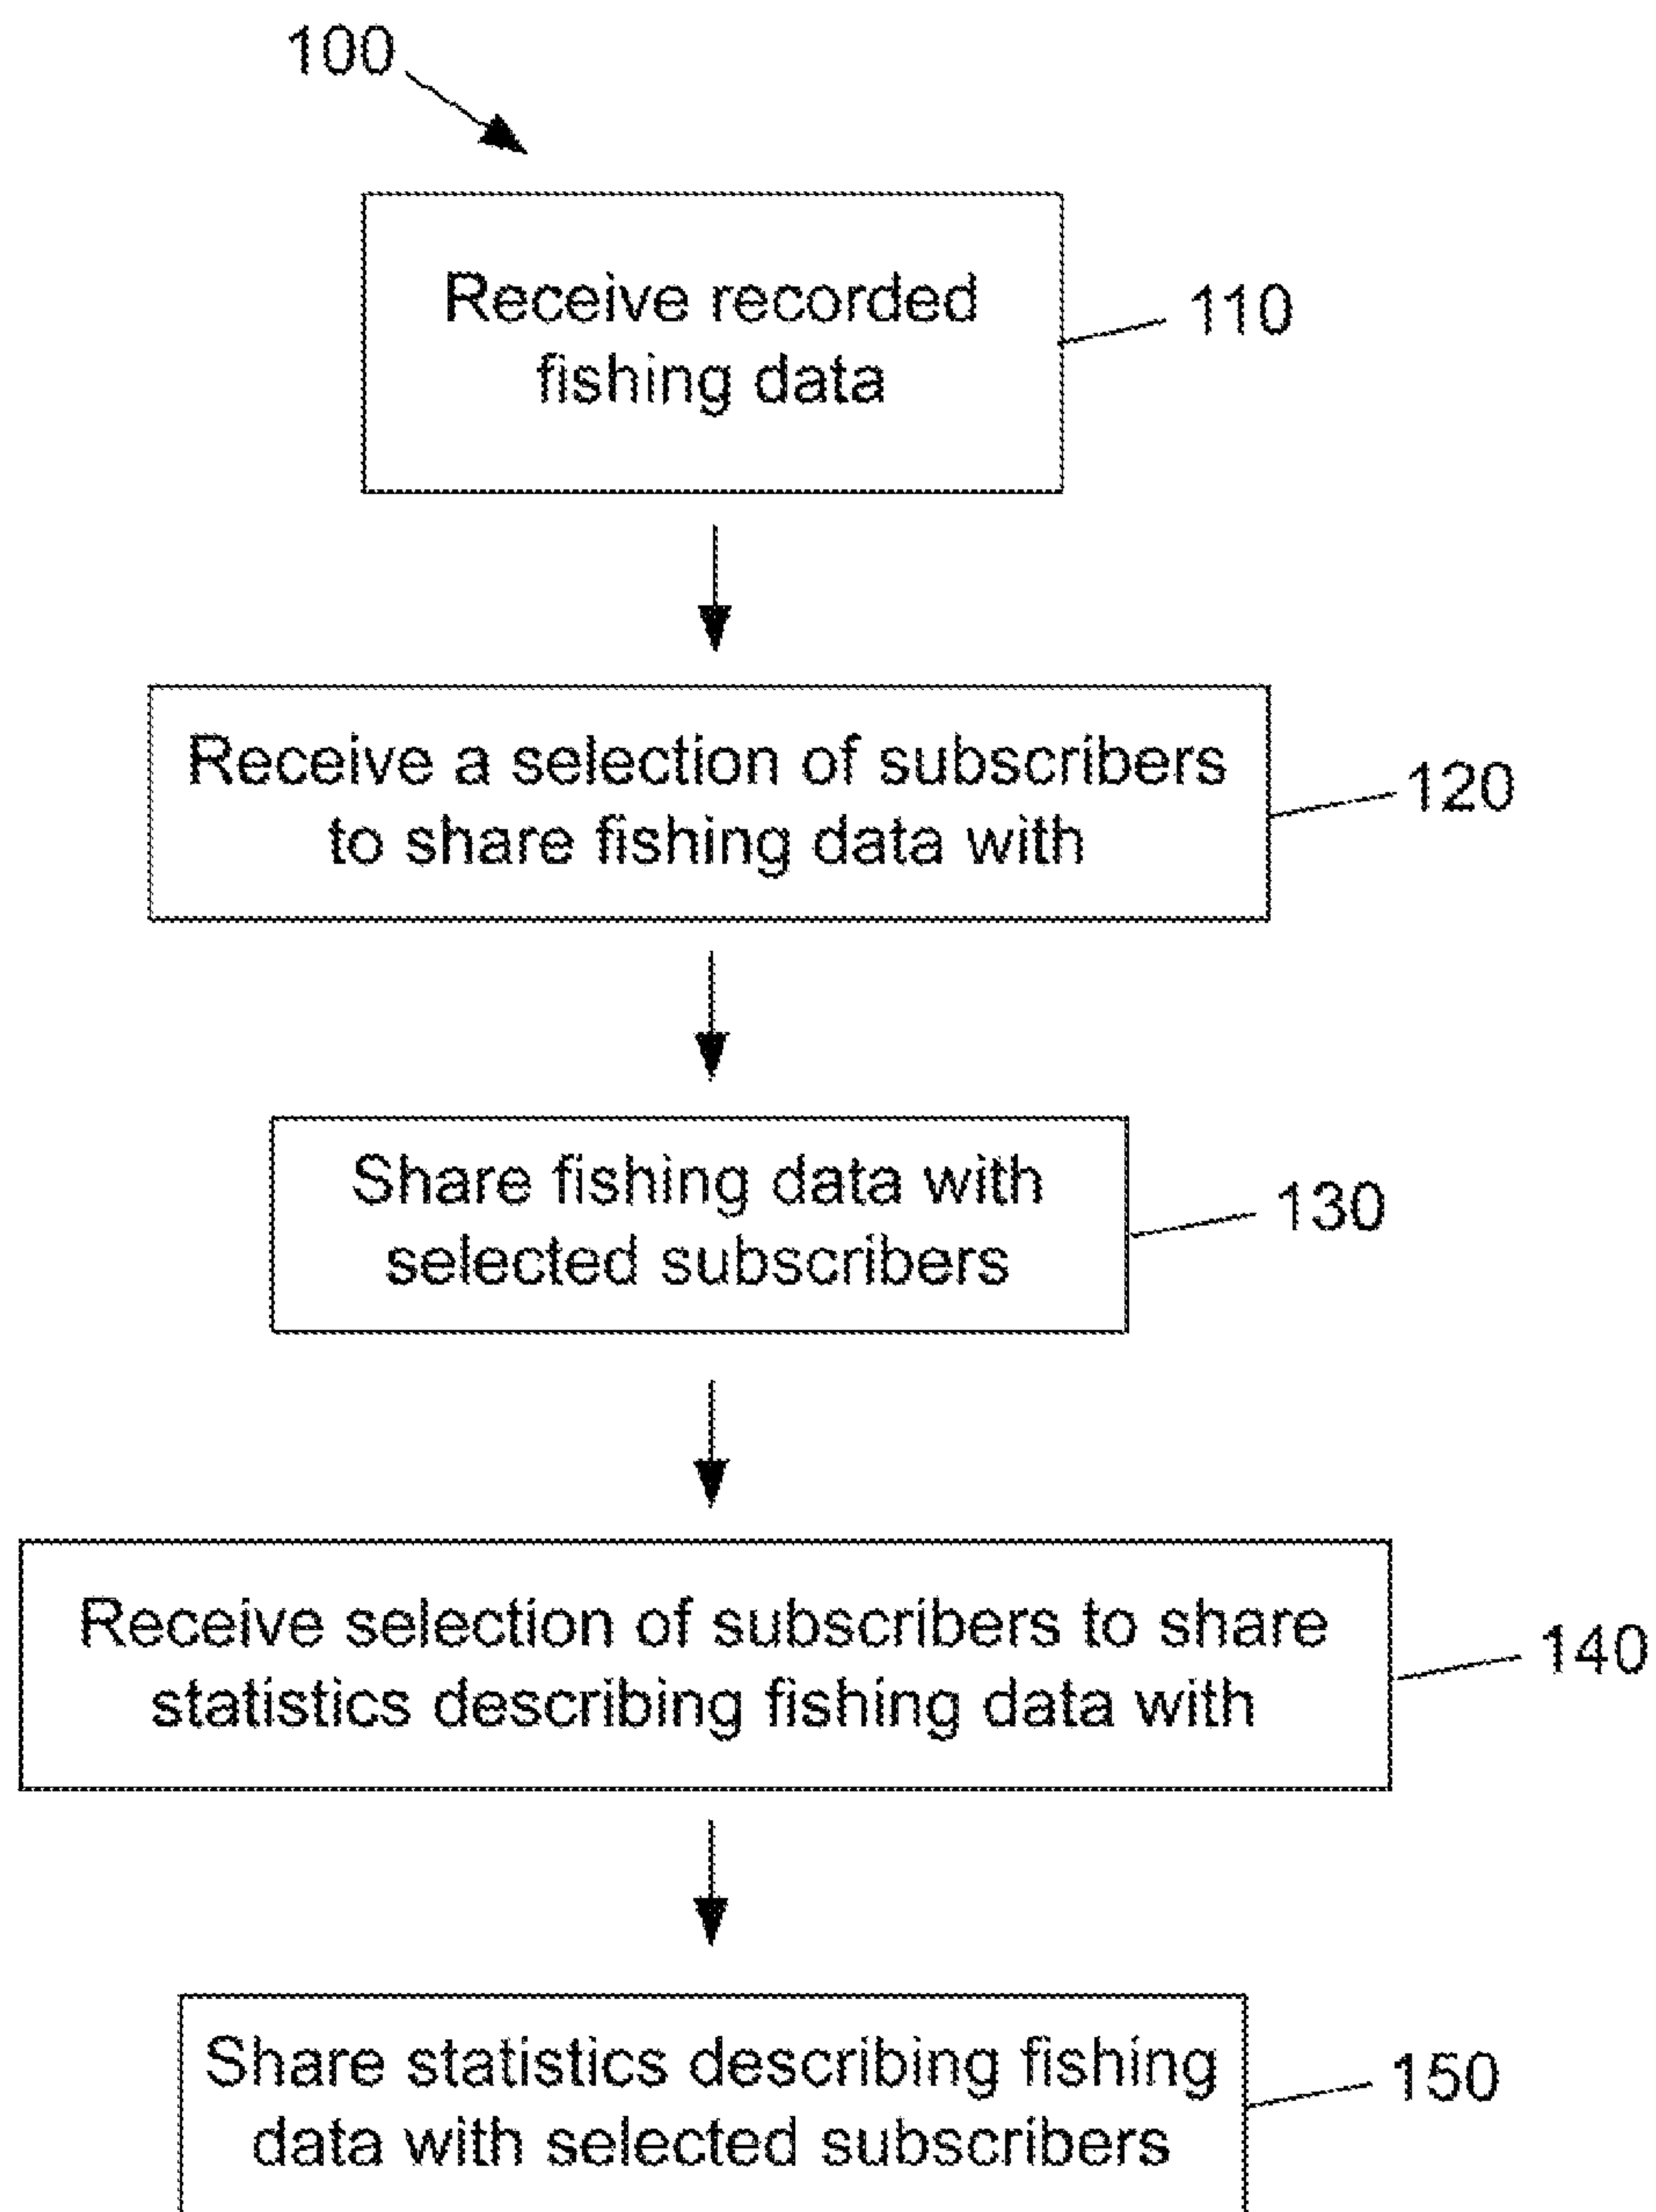 100
Receive recorded
fishing data
110
Receive a selection of subscribers
to share fishing data with
120
Share fishing data with
selected subscribers
130
Receive selection of subscribers to share
statistics describing fishing data with
140
Share statistics describing fishing
data with selected subscribers
150